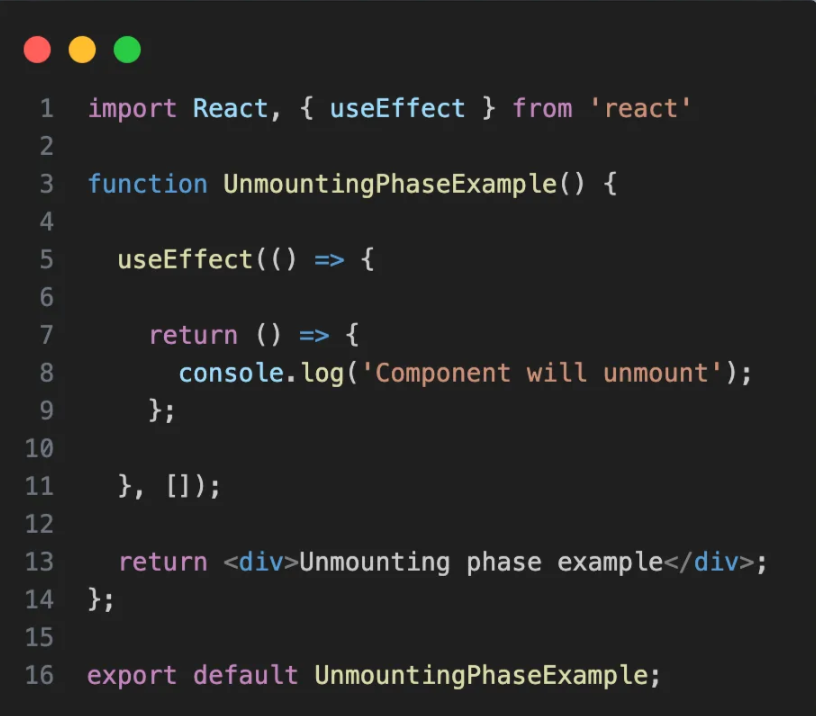 1 import React, { useEffect } from 'react'
2
3 function UnmountingPhaseExample() {
4
5   useEffect(() => {
6
7     return () => {
8       console.log('Component will unmount');
9     };
10
11   }, []);
12
13   return <div>Unmounting phase example</div>;
14 };
15
16 export default UnmountingPhaseExample;